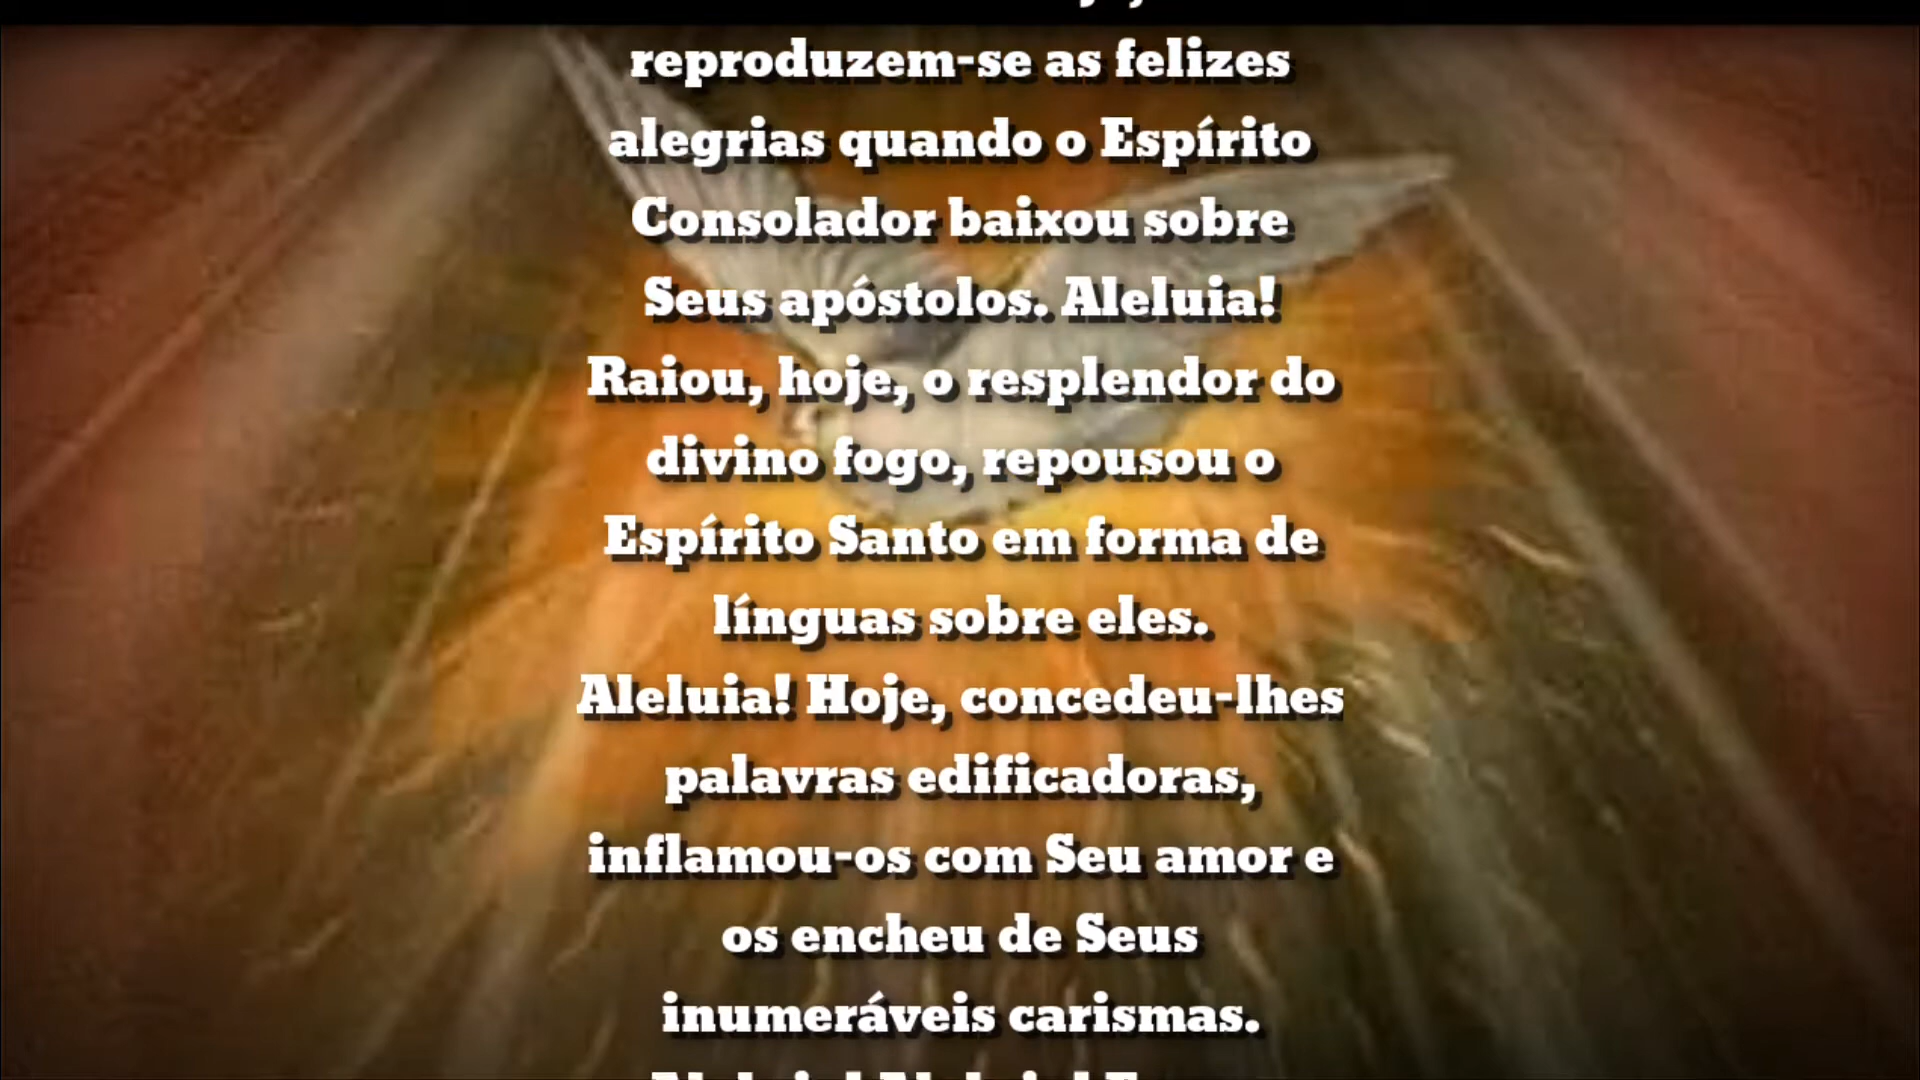 reproduzem-se as felizes
alegrias quando o Espírito
Consolador baixou sobre
Seus apóstolos. Aleluia!
Raiou, hoje, o resplendor do
divino fogo, repousou o
Espírito Santo em forma de
línguas sobre eles.
Aleluia! Hoje, concedeu-lhes
palavras edificadoras,
inflamou-os com Seu amor e
os encheu de Seus
inumeráveis carismas.